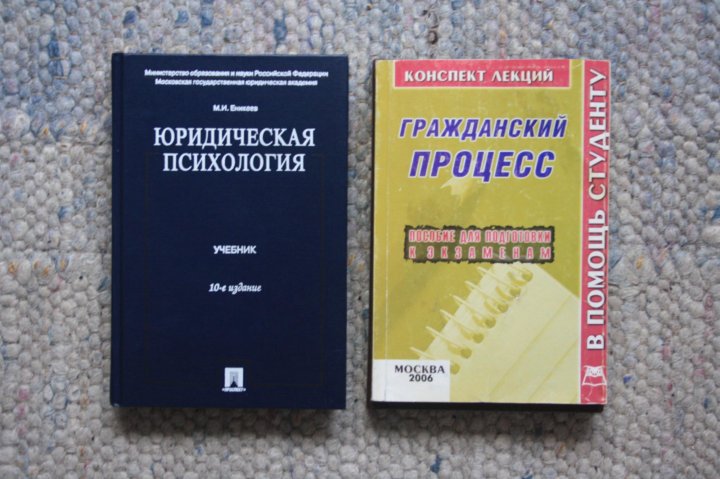 Министерство образования и науки Российской Федерации
Московская государственная юридическая академия
М.И. Еникеев
ЮРИДИЧЕСКАЯ
ПСИХОЛОГИЯ
УЧЕБНИК
10-е издание
•ПРОСПЕКТ•
КОНСПЕКТ ЛЕКЦИЙ
ГРАЖДАНСКИЙ
ПРОЦЕСС
ПОСОБИЕ ДЛЯ ПОДГОТОВКИ
К ЭКЗАМЕНАМ
МОСКВА
2006
В ПОМОЩЬ СТУДЕНТУ